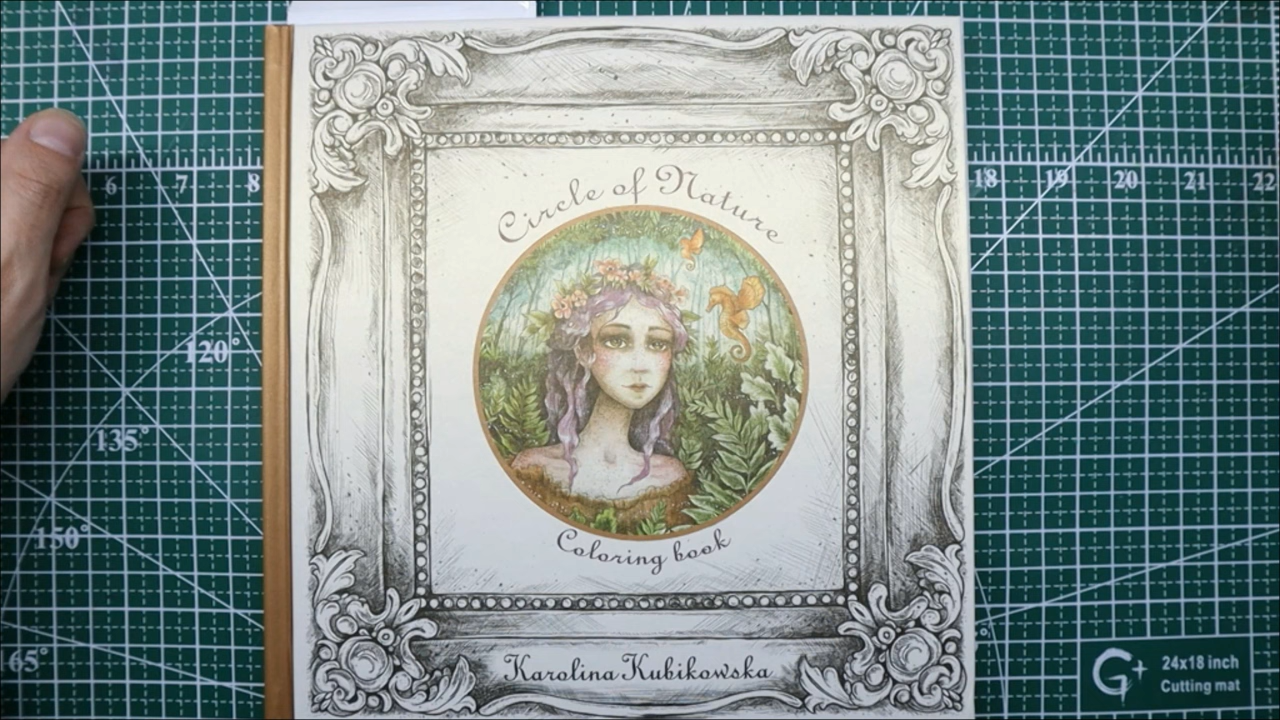 Circle of Nature
Coloring book
Karolina Kubikowska
6 7 8
18 19 20 21 22
120°
135°
150°
165°
G+
24x18 inch
Cutting mat